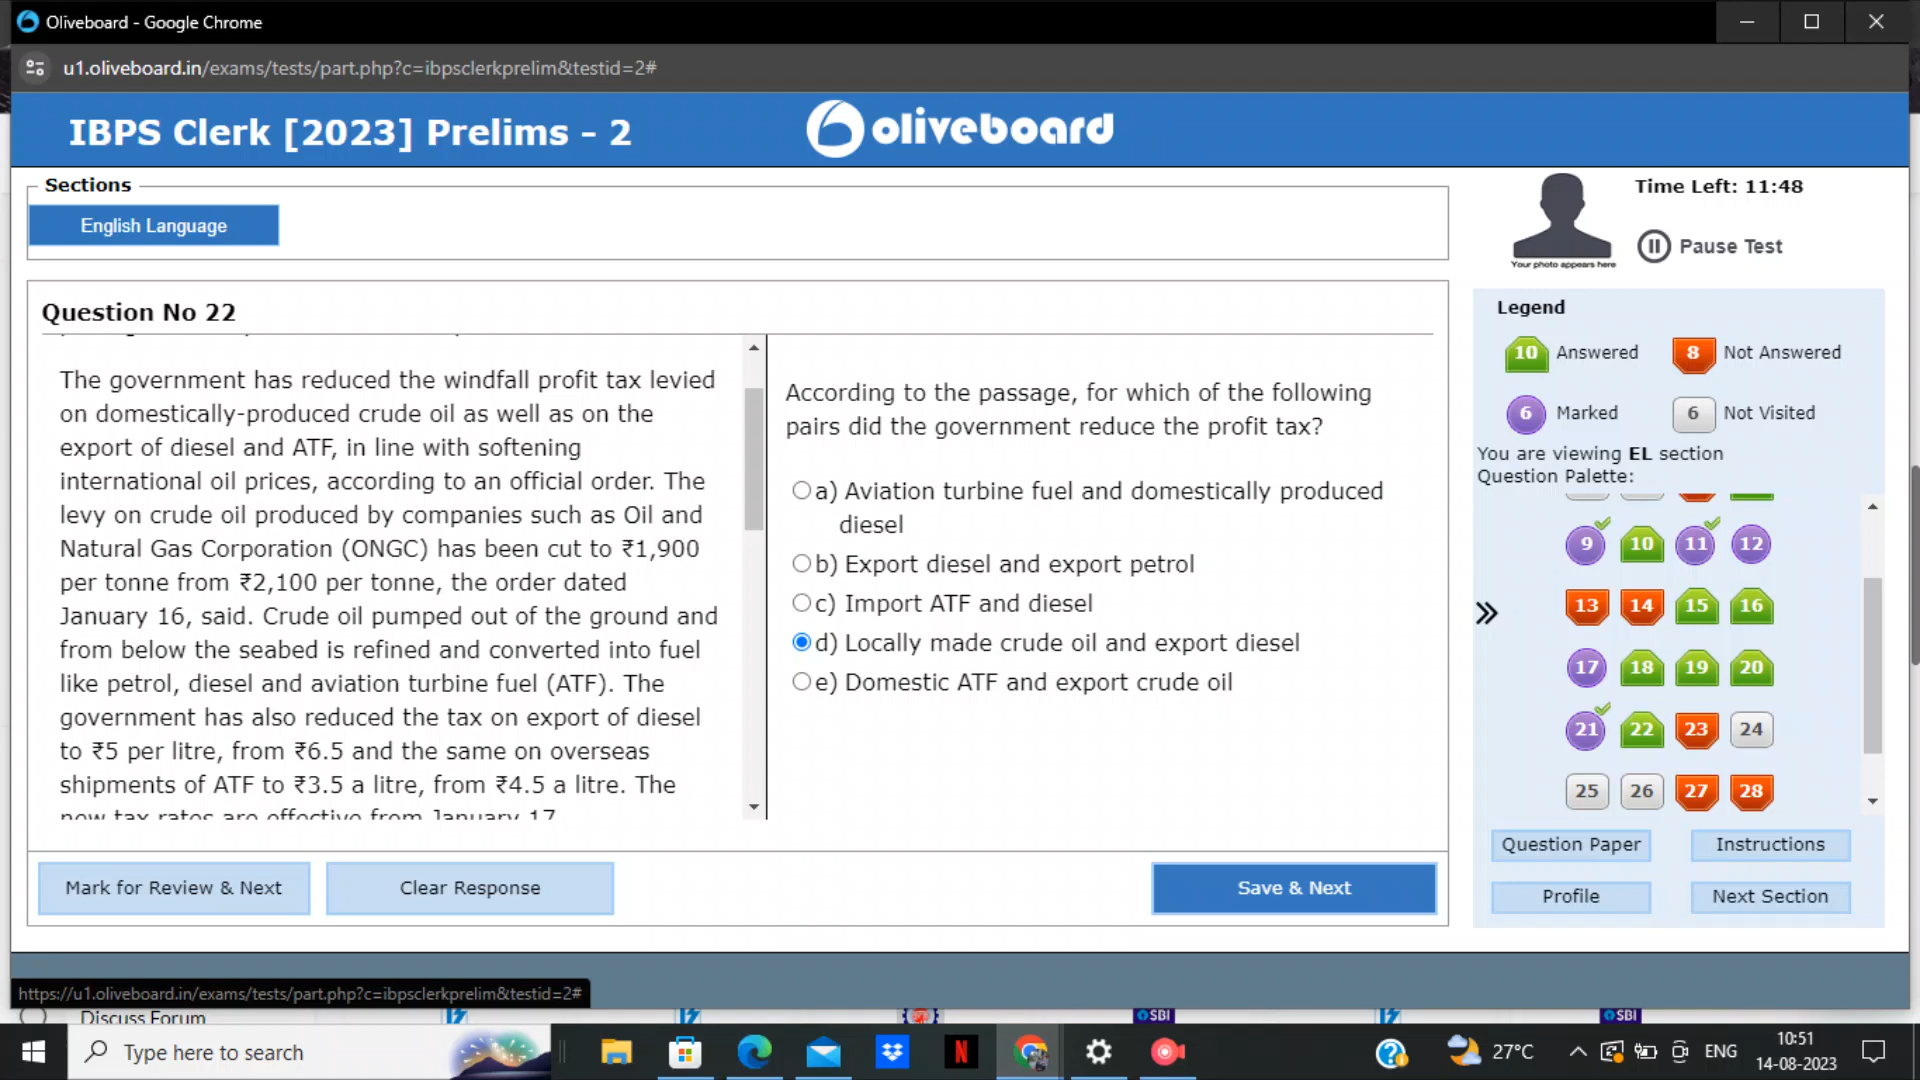 Oliveboard - Google Chrome
u1.oliveboard.in/exams/tests/part.php?c=ibpsclerkprelim&testid=2#
IBPS Clerk [2023] Prelims - 2
oliveboard
Sections
English Language
Your photo appears here
Time Left: 11:48
Pause Test
Question No 22
The government has reduced the windfall profit tax levied
on domestically-produced crude oil as well as on the
export of diesel and ATF, in line with softening
international oil prices, according to an official order. The
levy on crude oil produced by companies such as Oil and
Natural Gas Corporation (ONGC) has been cut to ₹1,900
per tonne from ₹2,100 per tonne, the order dated
January 16, said. Crude oil pumped out of the ground and
from below the seabed is refined and converted into fuel
like petrol, diesel and aviation turbine fuel (ATF). The
government has also reduced the tax on export of diesel
to ₹5 per litre, from ₹6.5 and the same on overseas
shipments of ATF to ₹3.5 a litre, from ₹4.5 a litre. The
new tax rates are effective from January 17
According to the passage, for which of the following
pairs did the government reduce the profit tax?
a) Aviation turbine fuel and domestically produced
diesel
b) Export diesel and export petrol
c) Import ATF and diesel
d) Locally made crude oil and export diesel
e) Domestic ATF and export crude oil
Legend
10 Answered 8 Not Answered
6 Marked 6 Not Visited
You are viewing EL section
Question Palette:
9 10 11 12
13 14 15 16
17 18 19 20
21 22 23 24
25 26 27 28
Question Paper Instructions
Profile Next Section
Mark for Review & Next Clear Response Save & Next
https://u1.oliveboard.in/exams/tests/part.php?c=ibpsclerkprelim&testid=2#
Discuss Forum
SBI SBI
Type here to search
27°C ENG
10:51
14-08-2023